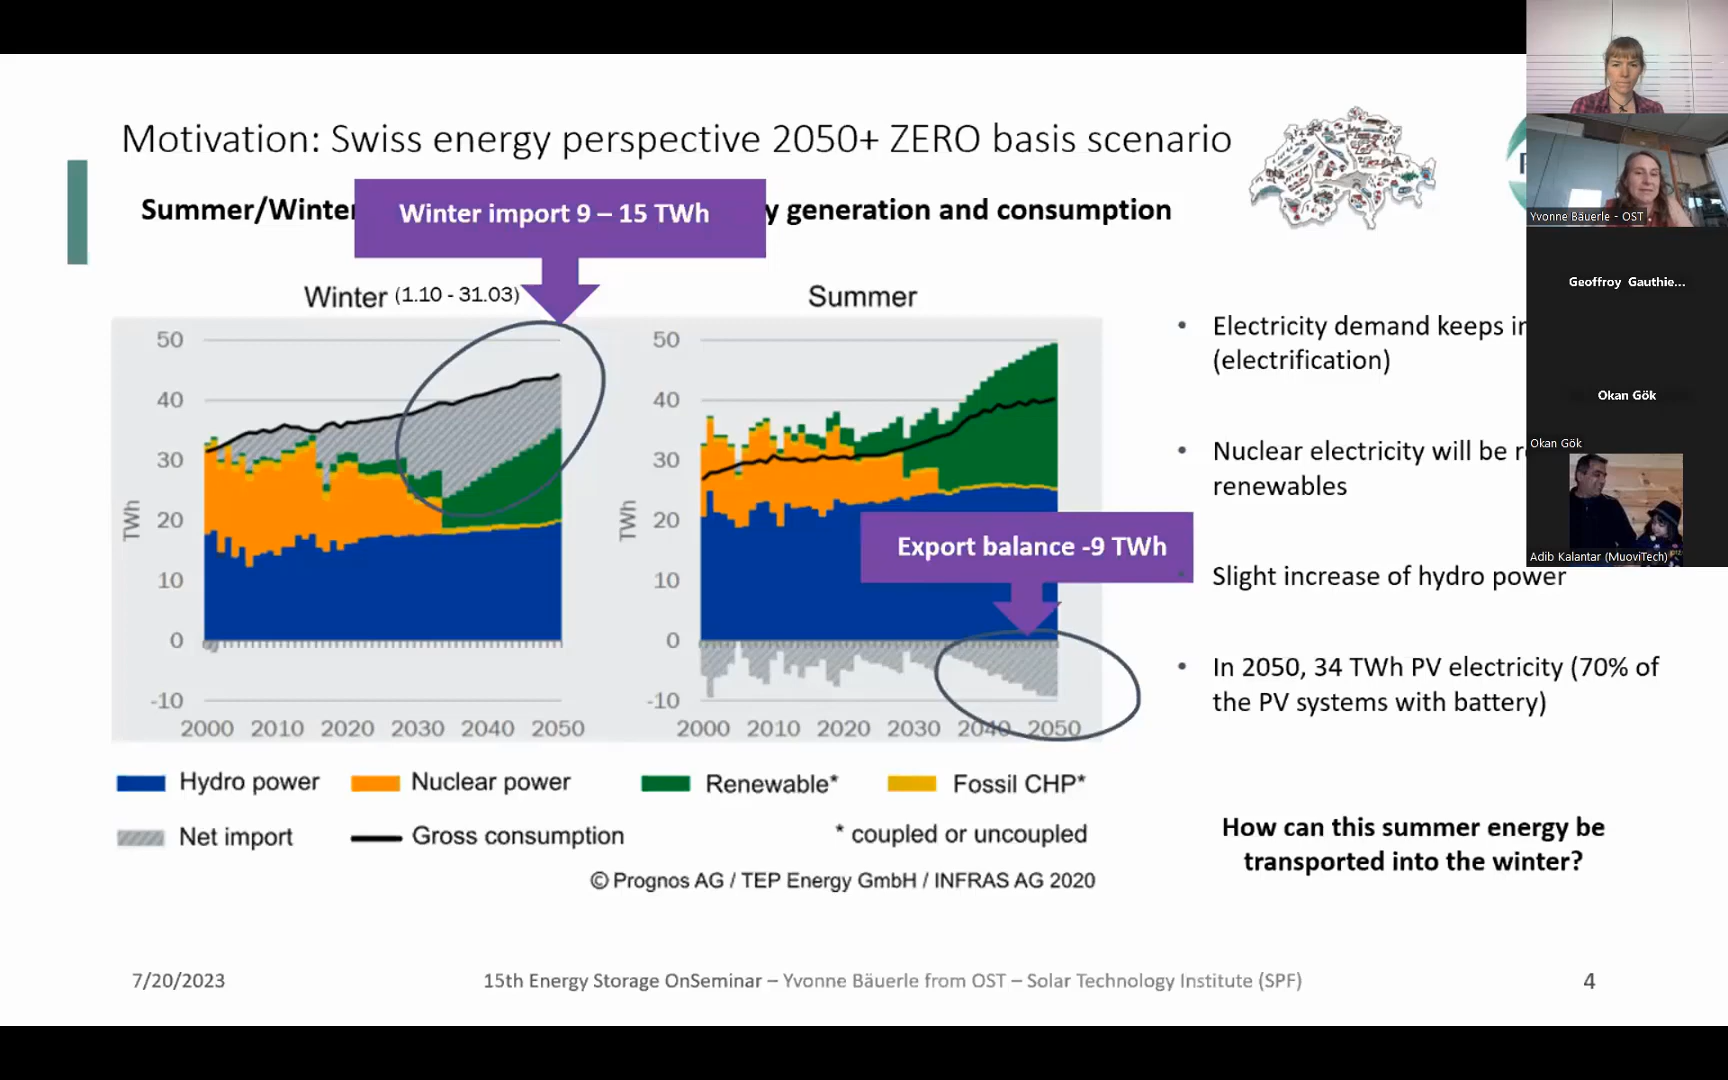 Motivation: Swiss energy perspective 2050+ ZERO basis scenario
Summer/Winter
Winter import 9 – 15 TWh
y generation and consumption
Winter (1.10 - 31.03)
Summer
50
40
30
20
10
0
-10
TWh
2000 2010 2020 2030 2040 2050
50
40
30
20
10
0
-10
TWh
2000 2010 2020 2030 2040 2050
Export balance -9 TWh
Hydro power
Nuclear power
Renewable*
Fossil CHP*
Net import
Gross consumption
* coupled or uncoupled
© Prognos AG / TEP Energy GmbH / INFRAS AG 2020
• Electricity demand keeps
(electrification)
• Nuclear electricity will be
renewables
• Slight increase of hydro power
• In 2050, 34 TWh PV electricity (70% of
the PV systems with battery)
How can this summer energy be
transported into the winter?
7/20/2023
15th Energy Storage OnSeminar – Yvonne Bäuerle from OST – Solar Technology Institute (SPF)
4
Yvonne Bäuerle - OST
Geoffroy Gauthie...
Okan Gök
Okan Gök
Adib Kalantar (MuoviTech)